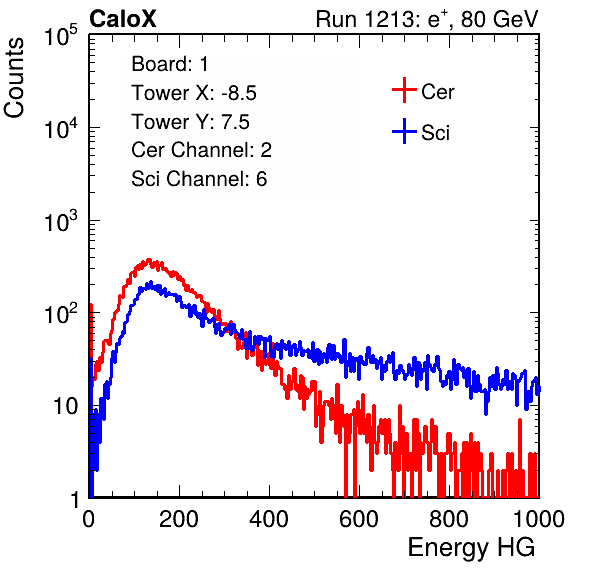 CaloX Run 1213: e⁺, 80 GeV
Board: 1
Tower X: -8.5
Tower Y: 7.5
Cer Channel: 2
Sci Channel: 6
Cer
Sci
Counts
10⁵
10⁴
10³
10²
10
1
0 200 400 600 800 1000
Energy HG